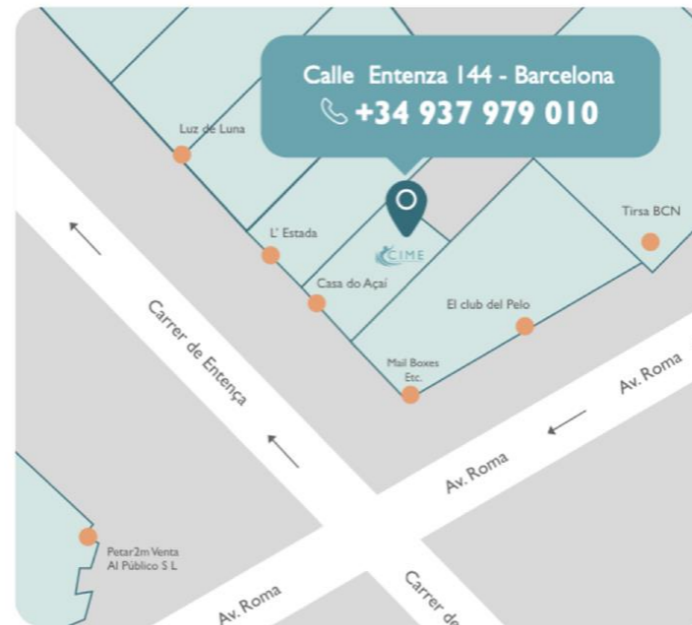 Calle Entenza 144 - Barcelona
+34 937 979 010
Luz de Luna
Tirsa BCN
L' Estada
CIME
Casa do Açaí
El club del Pelo
Carrer de Entença
Mail Boxes
Etc.
Av. Roma
Av. Roma
Petar2m Venta
Al Público S L
Av. Roma
Carrer de